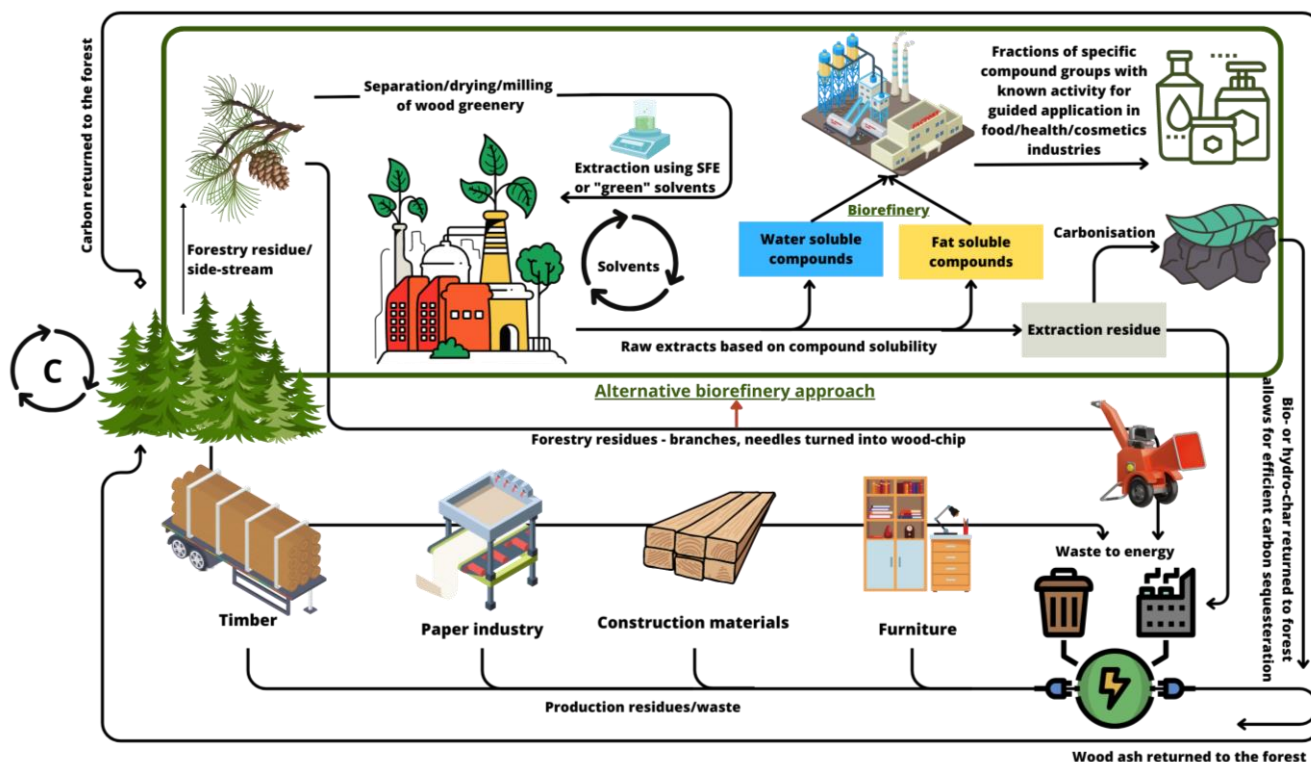 Carbon returned to the forest
Separation/drying/milling
of wood greenery
Extraction using SFE
or "green" solvents
Fractions of specific
compound groups with
known activity for
guided application in
food/health/cosmetics
industries
Forestry residue/
side-stream
Solvents
Biorefinery
Water soluble
compounds
Fat soluble
compounds
Carbonisation
Extraction residue
Raw extracts based on compound solubility
C
Alternative biorefinery approach
Forestry residues - branches, needles turned into wood-chip
Bio- or hydro-char returned to forest
allows for efficient carbon sequesteration
Waste to energy
Timber
Paper industry
Construction materials
Furniture
Production residues/waste
Wood ash returned to the forest